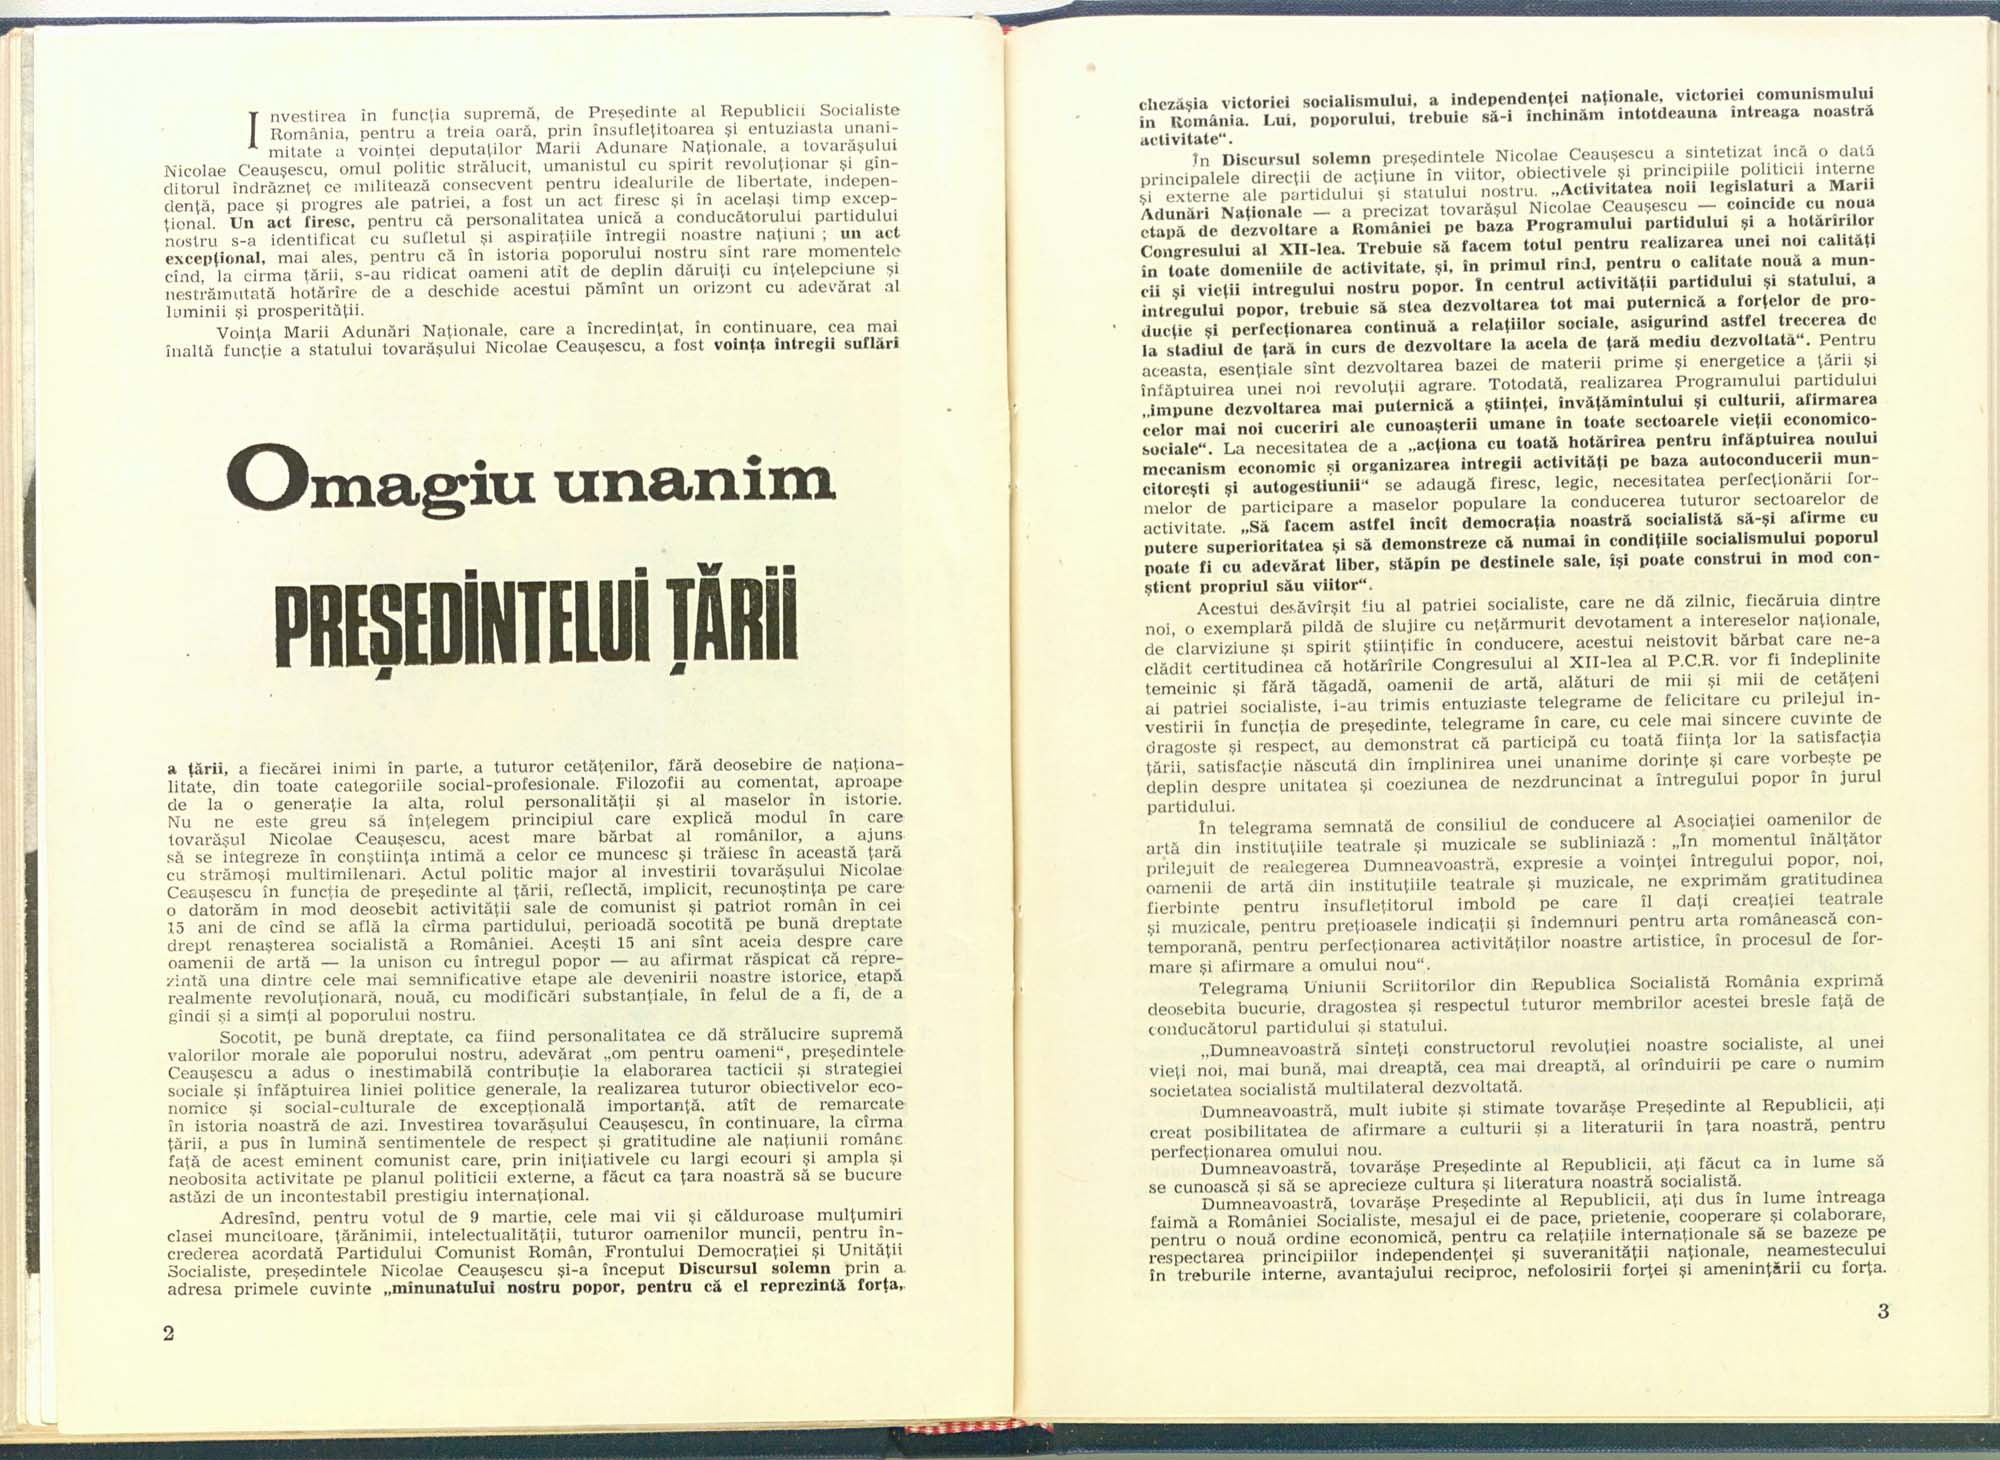 Investirea în funcția supremă, de Președinte al Republicii Socialiste
România, pentru a treia oară, prin însuflețitoarea și entuziasta unani-
mitate a voinței deputaților Marii Adunare Naționale, a tovarășului
Nicolae Ceaușescu, omul politic strălucit, umanistul cu spirit revoluționar și gîn-
ditorul îndrăzneț ce militează consecvent pentru idealurile de libertate, indepen-
dență, pace și progres ale patriei, a fost un act firesc și în același timp excep-
țional. Un act firesc, pentru că personalitatea unică a conducătorului partidului
nostru s-a identificat cu sufletul și aspirațiile întregii noastre națiuni ; un act
excepțional, mai ales, pentru că în istoria poporului nostru sînt rare momentele
cînd, la cîrma țării, s-au ridicat oameni atît de deplin dăruiți cu înțelepciune și
nestrămutată hotărîre de a deschide acestui pămînt un orizont cu adevărat al
luminii și prosperității.
Voința Marii Adunări Naționale, care a încredințat, în continuare, cea mai
înaltă funcție a statului tovarășului Nicolae Ceaușescu, a fost voința întregii suflări
Omagiu unanim
PREȘEDINTELUI ȚĂRII
a țării, a fiecărei inimi în parte, a tuturor cetățenilor, fără deosebire de naționa-
litate, din toate categoriile social-profesionale. Filozofii au comentat, aproape
de la o generație la alta, rolul personalității și al maselor în istorie.
Nu ne este greu să înțelegem principiul care explică modul în care
tovarășul Nicolae Ceaușescu, acest mare bărbat al românilor, a ajuns
să se integreze în conștiința intimă a celor ce muncesc și trăiesc în această țară
cu strămoși multimilenari. Actul politic major al investirii tovarășului Nicolae
Ceaușescu în funcția de președinte al țării, reflectă, implicit, recunoștința pe care
o datorăm în mod deosebit activității sale de comunist și patriot român în cei
15 ani de cînd se află la cîrma partidului, perioadă socotită pe bună dreptate
drept renașterea socialistă a României. Acești 15 ani sînt aceia despre care
oamenii de artă — la unison cu întregul popor — au afirmat răspicat că repre-
zintă una dintre cele mai semnificative etape ale devenirii noastre istorice, etapă
realmente revoluționară, nouă, cu modificări substanțiale, în felul de a fi, de a
gîndi și a simți al poporului nostru.
Socotit, pe bună dreptate, ca fiind personalitatea ce dă strălucire supremă
valorilor morale ale poporului nostru, adevărat „om pentru oameni“, președintele
Ceaușescu a adus o inestimabilă contribuție la elaborarea tacticii și strategiei
sociale și înfăptuirea liniei politice generale, la realizarea tuturor obiectivelor eco-
nomice și social-culturale de excepțională importanță, atît de remarcate
în istoria noastră de azi. Investirea tovarășului Ceaușescu, în continuare, la cîrma
țării, a pus în lumină sentimentele de respect și gratitudine ale națiunii române
față de acest eminent comunist care, prin inițiativele cu largi ecouri și ampla și
neobosita activitate pe planul politicii externe, a făcut ca țara noastră să se bucure
astăzi de un incontestabil prestigiu internațional.
Adresînd, pentru votul de 9 martie, cele mai vii și călduroase mulțumiri
clasei muncitoare, țărănimii, intelectualității, tuturor oamenilor muncii, pentru în-
crederea acordată Partidului Comunist Român, Frontului Democrației și Unității
Socialiste, președintele Nicolae Ceaușescu și-a început Discursul solemn prin a
adresa primele cuvinte „minunatului nostru popor, pentru că el reprezintă forța,
2
chezășia victoriei socialismului, a independenței naționale, victoriei comunismului
în România. Lui, poporului, trebuie să-i închinăm întotdeauna întreaga noastră
activitate“.
În Discursul solemn președintele Nicolae Ceaușescu a sintetizat încă o dată
principalele direcții de acțiune în viitor, obiectivele și principiile politicii interne
și externe ale partidului și statului nostru. „Activitatea noii legislaturi a Marii
Adunări Naționale — a precizat tovarășul Nicolae Ceaușescu — coincide cu noua
etapă de dezvoltare a României pe baza Programului partidului și a hotărîrilor
Congresului al XII-lea. Trebuie să facem totul pentru realizarea unei noi calități
în toate domeniile de activitate, și, în primul rînd, pentru o calitate nouă a mun-
cii și vieții întregului nostru popor. În centrul activității partidului și statului, a
întregului popor, trebuie să stea dezvoltarea tot mai puternică a forțelor de pro-
ducție și perfecționarea continuă a relațiilor sociale, asigurînd astfel trecerea de
la stadiul de țară în curs de dezvoltare la acela de țară mediu dezvoltată“. Pentru
aceasta, esențiale sînt dezvoltarea bazei de materii prime și energetice a țării și
înfăptuirea unei noi revoluții agrare. Totodată, realizarea Programului partidului
„impune dezvoltarea mai puternică a științei, învățămîntului și culturii, afirmarea
celor mai noi cuceriri ale cunoașterii umane în toate sectoarele vieții economico-
sociale“. La necesitatea de a „acționa cu toată hotărîrea pentru înfăptuirea noului
mecanism economic și organizarea întregii activități pe baza autoconducerii mun-
citorești și autogestiunii“ se adaugă firesc, legic, necesitatea perfecționării for-
melor de participare a maselor populare la conducerea tuturor sectoarelor de
activitate. „Să facem astfel încît democrația noastră socialistă să-și afirme cu
putere superioritatea și să demonstreze că numai în condițiile socialismului poporul
poate fi cu adevărat liber, stăpîn pe destinele sale, își poate construi în mod con-
știent propriul său viitor“.
Acestui desăvîrșit fiu al patriei socialiste, care ne dă zilnic, fiecăruia dintre
noi, o exemplară pildă de slujire cu nețărmurit devotament a intereselor naționale,
de clarviziune și spirit științific în conducere, acestui neistovit bărbat care ne-a
clădit certitudinea că hotărîrile Congresului al XII-lea al P.C.R. vor fi îndeplinite
temeinic și fără tăgadă, oamenii de artă, alături de mii și mii de cetățeni
ai patriei socialiste, i-au trimis entuziaste telegrame de felicitare cu prilejul in-
vestirii în funcția de președinte, telegrame în care, cu cele mai sincere cuvinte de
dragoste și respect, au demonstrat că participă cu toată ființa lor la satisfacția
țării, satisfacție născută din împlinirea unei unanime dorințe și care vorbește pe
deplin despre unitatea și coeziunea de nezdruncinat a întregului popor în jurul
partidului.
În telegrama semnată de consiliul de conducere al Asociației oamenilor de
artă din instituțiile teatrale și muzicale se subliniază : „În momentul înălțător
prilejuit de realegerea Dumneavoastră, expresie a voinței întregului popor, noi,
oamenii de artă din instituțiile teatrale și muzicale, ne exprimăm gratitudinea
fierbinte pentru însuflețitorul imbold pe care îl dați creației teatrale
și muzicale, pentru prețioasele indicații și îndemnuri pentru arta românească con-
temporană, pentru perfecționarea activităților noastre artistice, în procesul de for-
mare și afirmare a omului nou“.
Telegrama Uniunii Scriitorilor din Republica Socialistă România exprimă
deosebita bucurie, dragostea și respectul tuturor membrilor acestei bresle față de
conducătorul partidului și statului.
„Dumneavoastră sînteți constructorul revoluției noastre socialiste, al unei
vieți noi, mai bună, mai dreaptă, cea mai dreaptă, al orînduirii pe care o numim
societatea socialistă multilateral dezvoltată.
Dumneavoastră, mult iubite și stimate tovarășe Președinte al Republicii, ați
creat posibilitatea de afirmare a culturii și a literaturii în țara noastră, pentru
perfecționarea omului nou.
Dumneavoastră, tovarășe Președinte al Republicii, ați făcut ca în lume să
se cunoască și să se aprecieze cultura și literatura noastră socialistă.
Dumneavoastră, tovarășe Președinte al Republicii, ați dus în lume întreaga
faimă a României Socialiste, mesajul ei de pace, prietenie, cooperare și colaborare,
pentru o nouă ordine economică, pentru ca relațiile internaționale să se bazeze pe
respectarea principiilor independenței și suveranității naționale, neamestecului
în treburile interne, avantajului reciproc, nefolosirii forței și amenințării cu forța.
3